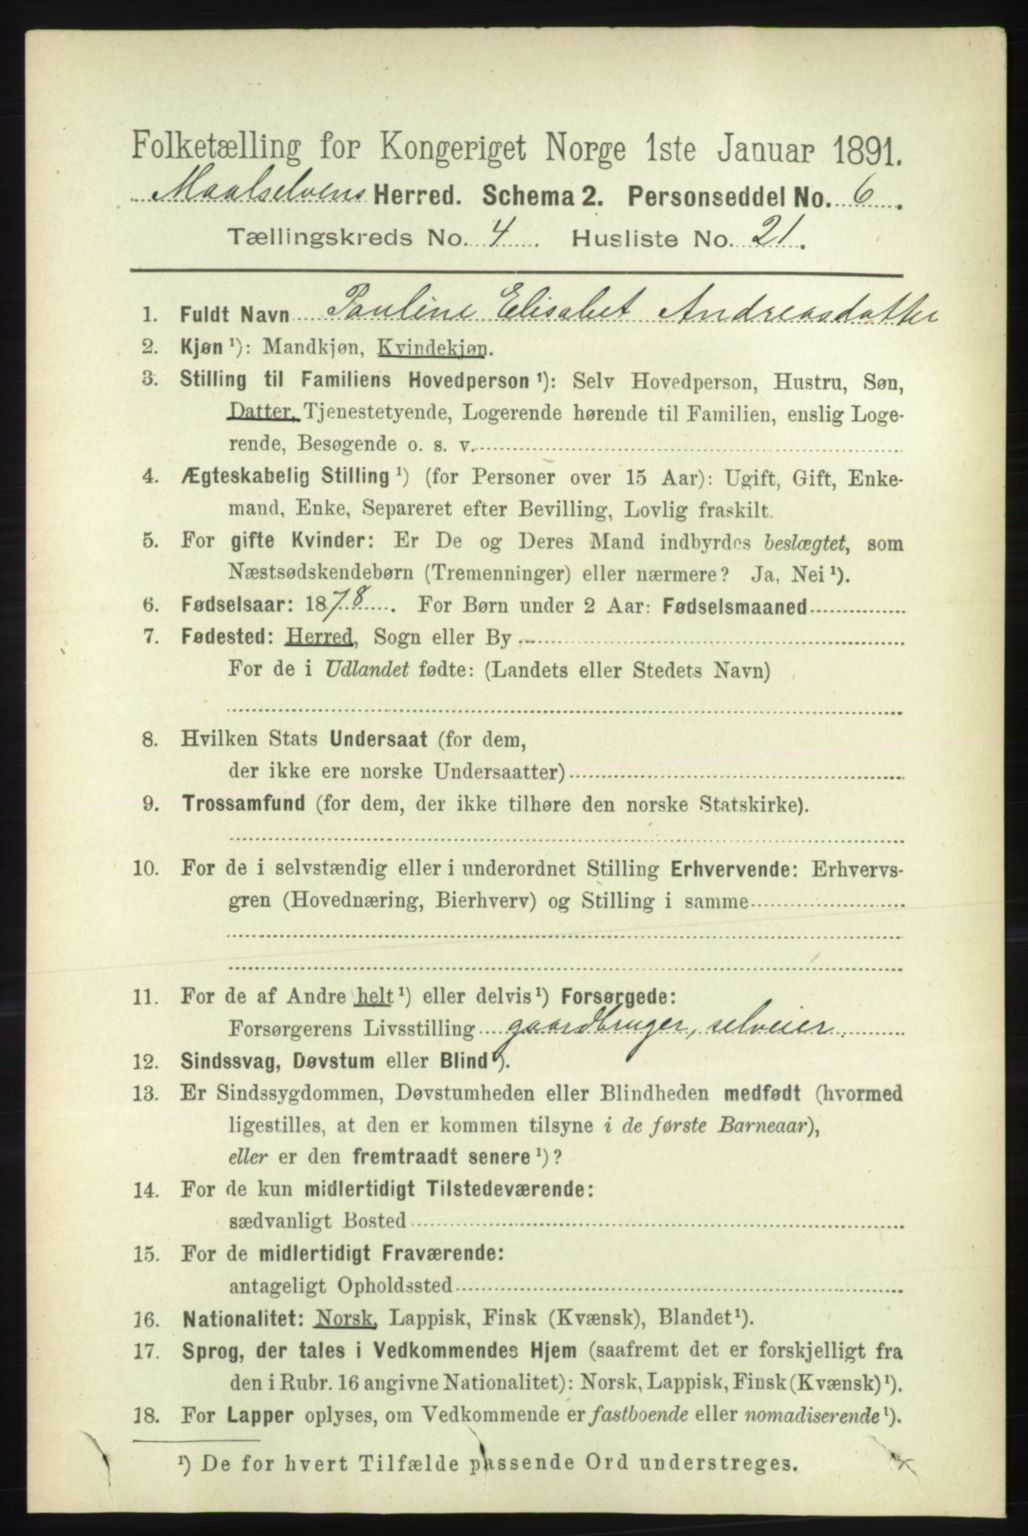 Folketælling for Kongeriget Norge 1ste Januar 1891.
Maalselvens Herred. Schema 2. Personseddel No. 6.
Tællingskreds No. 4. Husliste No. 21.
1. Fuldt Navn Pauline Elisabet Andreasdatter
2. Kjøn ¹): Mandkjøn, Kvindekjøn.
3. Stilling til Familiens Hovedperson ¹): Selv Hovedperson, Hustru, Søn,
Datter, Tjenestetyende, Logerende hørende til Familien, enslig Loge-
rende, Besøgende o. s. v.
4. Ægteskabelig Stilling ¹) (for Personer over 15 Aar): Ugift, Gift, Enke-
mand, Enke, Separeret efter Bevilling, Lovlig fraskilt.
5. For gifte Kvinder: Er De og Deres Mand indbyrdes beslægtet, som
Næstsødskendebørn (Tremenninger) eller nærmere? Ja, Nei ¹).
6. Fødselsaar: 1878. For Børn under 2 Aar: Fødselsmaaned
7. Fødested: Herred, Sogn eller By
For de i Udlandet fødte: (Landets eller Stedets Navn)
8. Hvilken Stats Undersaat (for dem,
der ikke ere norske Undersaatter)
9. Trossamfund (for dem, der ikke tilhøre den norske Statskirke).
10. For de i selvstændig eller i underordnet Stilling Erhvervende: Erhvervs-
gren (Hovednæring, Bierhverv) og Stilling i samme
11. For de af Andre helt ¹) eller delvis ¹) Forsørgede:
Forsørgerens Livsstilling gaardbruger, selveier.
12. Sindssvag, Døvstum eller Blind ¹).
13. Er Sindssygdommen, Døvstumheden eller Blindheden medfødt (hvormed
ligestilles, at den er kommen tilsyne i de første Barneaar),
eller er den fremtraadt senere ¹)?
14. For de kun midlertidigt Tilstedeværende:
sædvanligt Bosted
15. For de midlertidigt Fraværende:
antageligt Opholdssted
16. Nationalitet: Norsk, Lappisk, Finsk (Kvænsk), Blandet ¹).
17. Sprog, der tales i Vedkommendes Hjem (saafremt det er forskjelligt fra
den i Rubr. 16 angivne Nationalitet): Norsk, Lappisk, Finsk (Kvænsk) ¹).
18. For Lapper oplyses, om Vedkommende er fastboende eller nomadiserende ¹).
¹) De for hvert Tilfælde passende Ord understreges.